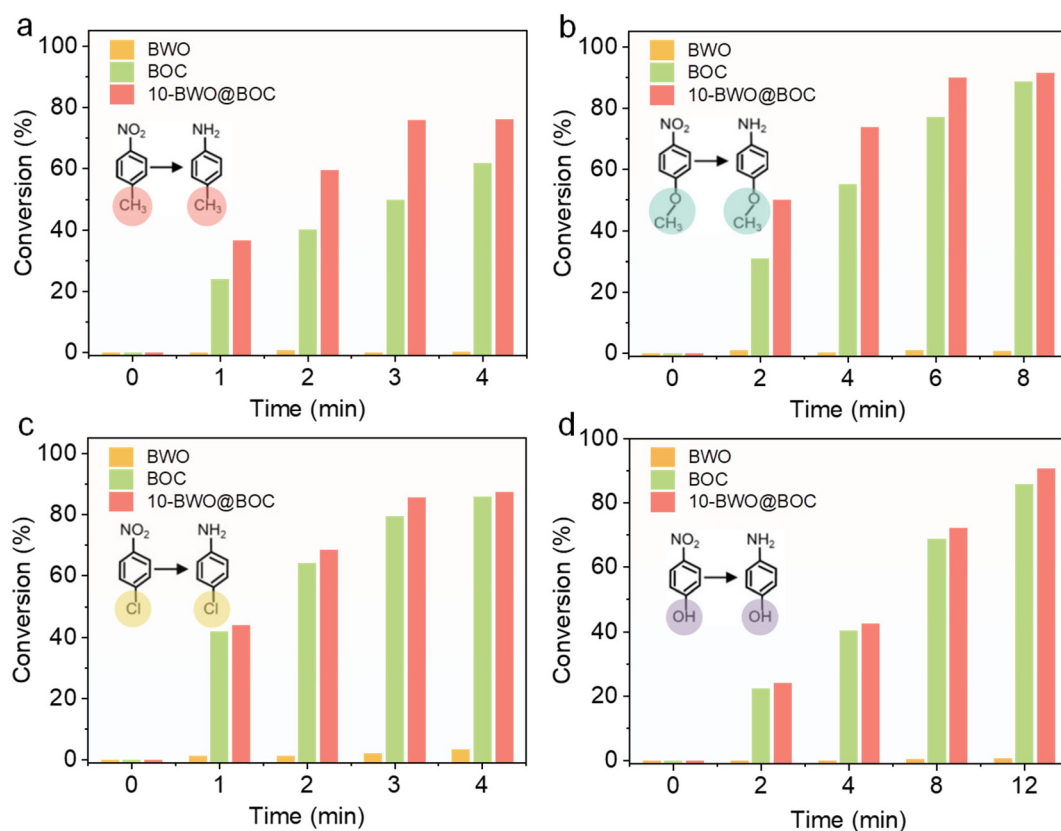 a
100
80
60
40
20
0
Conversion (%)
BWO
BOC
10-BWO@BOC
NO₂
NH₂
CH₃
CH₃
0 1 2 3 4
Time (min)
b
100
80
60
40
20
0
Conversion (%)
BWO
BOC
10-BWO@BOC
NO₂
NH₂
O
O
CH₃
CH₃
0 2 4 6 8
Time (min)
c
100
80
60
40
20
0
Conversion (%)
BWO
BOC
10-BWO@BOC
NO₂
NH₂
Cl
Cl
0 1 2 3 4
Time (min)
d
100
80
60
40
20
0
Conversion (%)
BWO
BOC
10-BWO@BOC
NO₂
NH₂
OH
OH
0 2 4 8 12
Time (min)